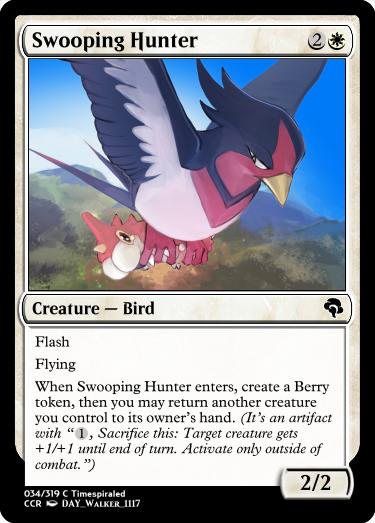 Swooping Hunter 2
Creature — Bird
Flash
Flying
When Swooping Hunter enters, create a Berry
token, then you may return another creature
you control to its owner's hand. (It's an artifact
with “1, Sacrifice this: Target creature gets
+1/+1 until end of turn. Activate only outside of
combat.”)
2/2
034/319 C Timespiraled
CCR DAY_Walker_1117